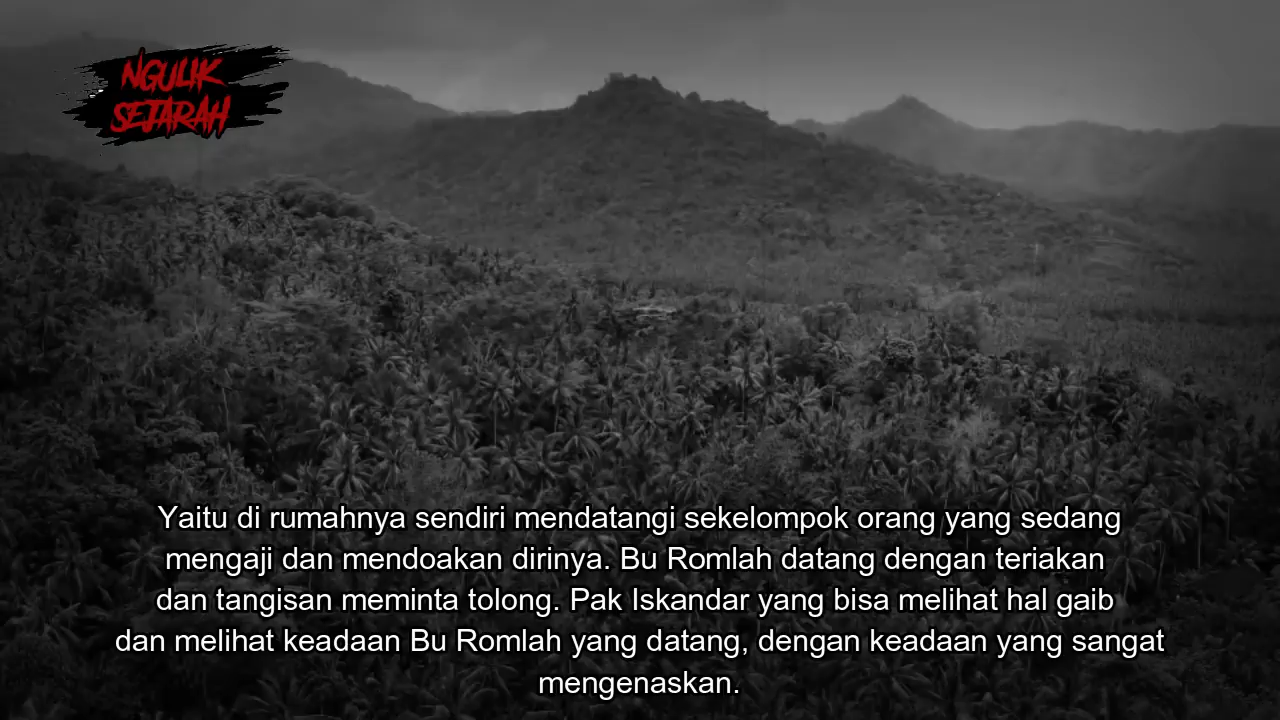 NGULIK
SEJARAH
Yaitu di rumahnya sendiri mendatangi sekelompok orang yang sedang
mengaji dan mendoakan dirinya. Bu Romlah datang dengan teriakan
dan tangisan meminta tolong. Pak Iskandar yang bisa melihat hal gaib
dan melihat keadaan Bu Romlah yang datang, dengan keadaan yang sangat
mengenaskan.